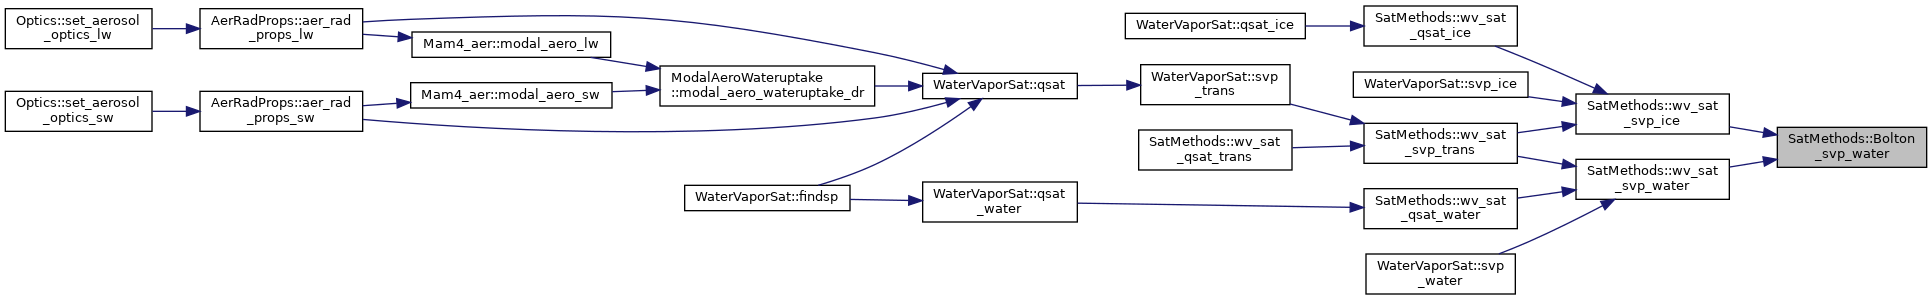 Optics::set_aerosol
_optics_lw
AerRadProps::aer_rad
_props_lw
Mam4_aer::modal_aero_lw
ModalAeroWateruptake
::modal_aero_wateruptake_dr
Mam4_aer::modal_aero_sw
Optics::set_aerosol
_optics_sw
AerRadProps::aer_rad
_props_sw
WaterVaporSat::findsp
WaterVaporSat::qsat
WaterVaporSat::qsat
_water
WaterVaporSat::qsat_ice
WaterVaporSat::svp
_trans
SatMethods::wv_sat
_qsat_trans
SatMethods::wv_sat
_qsat_ice
WaterVaporSat::svp_ice
SatMethods::wv_sat
_svp_trans
SatMethods::wv_sat
_qsat_water
WaterVaporSat::svp
_water
SatMethods::wv_sat
_svp_ice
SatMethods::wv_sat
_svp_water
SatMethods::Bolton
_svp_water